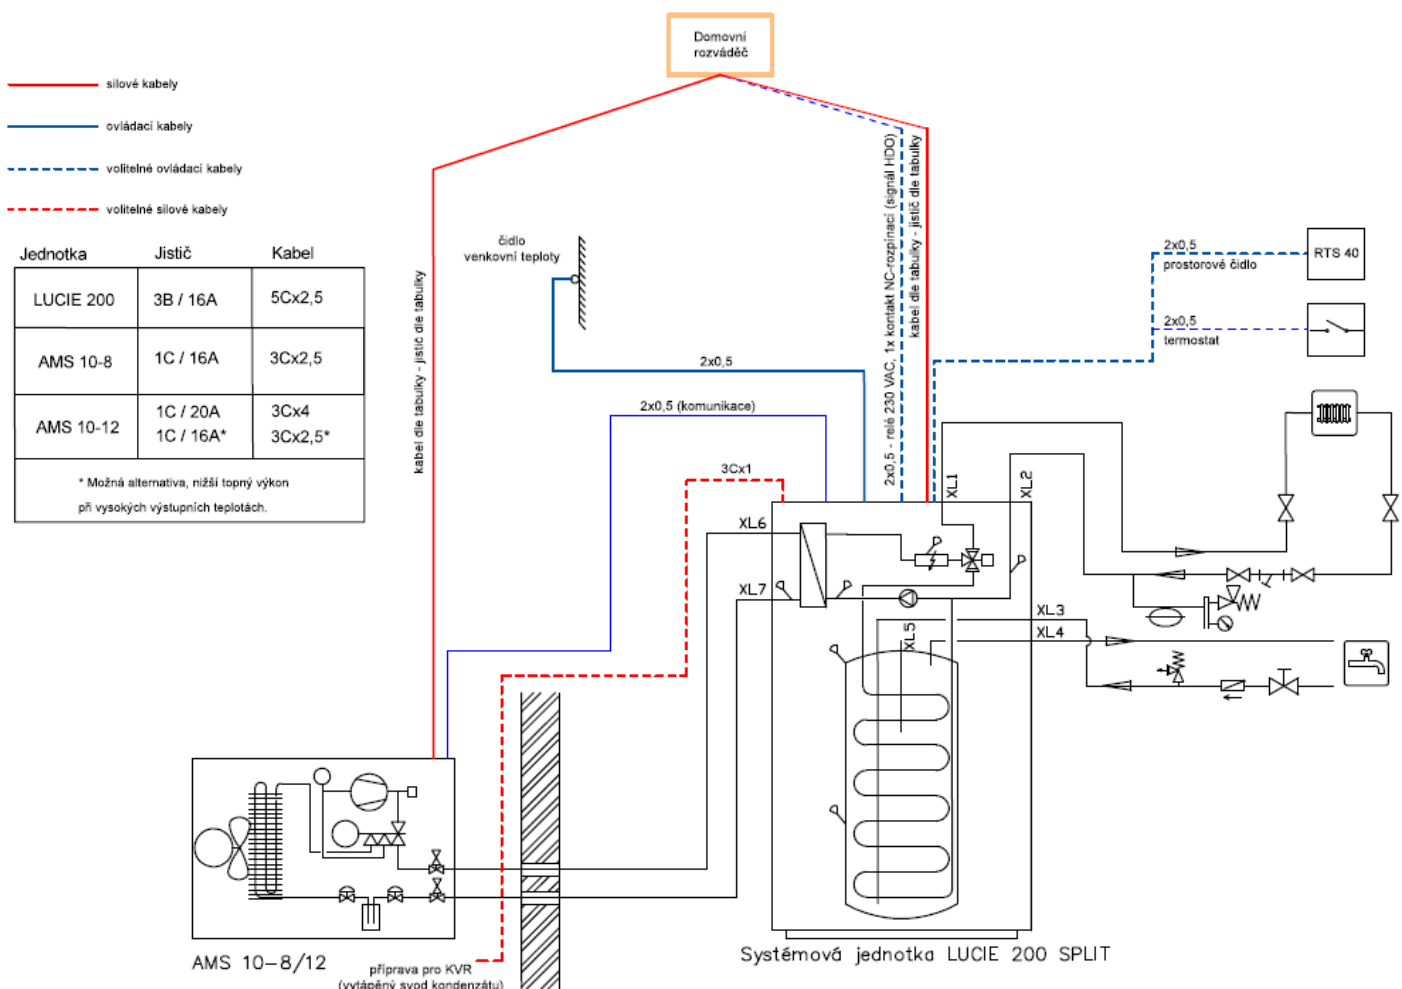 Domovní
rozváděč
silové kabely
ovládací kabely
volitelné ovládací kabely
volitelné silové kabely
Jednotka Jistič Kabel
LUCIE 200 3B / 16A 5Cx2,5
AMS 10-8 1C / 16A 3Cx2,5
AMS 10-12 1C / 20A 3Cx4
1C / 16A* 3Cx2,5*
* Možná alternativa, nižší topný výkon
při vysokých výstupních teplotách.
kabel dle tabulky - jistič dle tabulky
čidlo
venkovní teploty
2x0,5
2x0,5 (komunikace)
3Cx1
2x0,5 - relé 230 VAC, 1x kontakt NC-rozpínací (signál HDO)
kabel dle tabulky - jistič dle tabulky
2x0,5
prostorové čidlo
RTS 40
2x0,5
termostat
XL1
XL2
XL6
XL7
XL3
XL4
XL5
AMS 10-8/12
příprava pro KVR
(vytápěný svod kondenzátu)
Systémová jednotka LUCIE 200 SPLIT